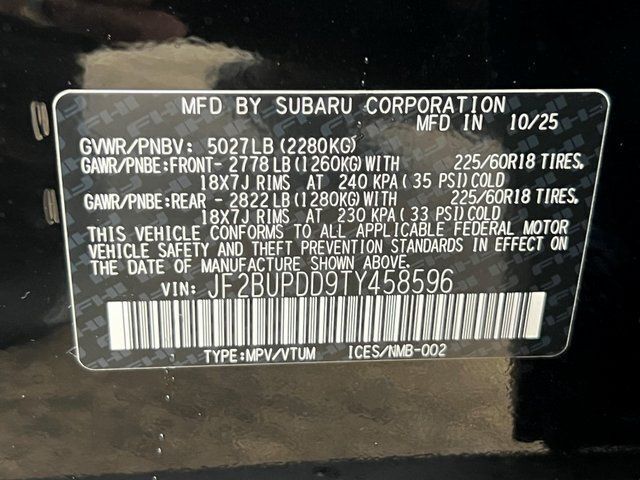 MFD BY SUBARU CORPORATION
MFD IN 10/25
GVWR/PNBV: 5027LB(2280KG)
GAWR/PNBE:FRONT- 2778 LB(1260KG)WITH 225/60R18 TIRES.
18X7J RIMS AT 240 KPA( 35 PSI)COLD
GAWR/PNBE:REAR - 2822 LB(1280KG)WITH 225/60R18 TIRES.
18X7J RIMS AT 230 KPA( 33 PSI)COLD
THIS VEHICLE CONFORMS TO ALL APPLICABLE FEDERAL MOTOR
VEHICLE SAFETY AND THEFT PREVENTION STANDARDS IN EFFECT ON
THE DATE OF MANUFACTURE SHOWN ABOVE.
VIN: JF2BUPDD9TY458596
TYPE:MPV/VTUM ICES/NMB-002